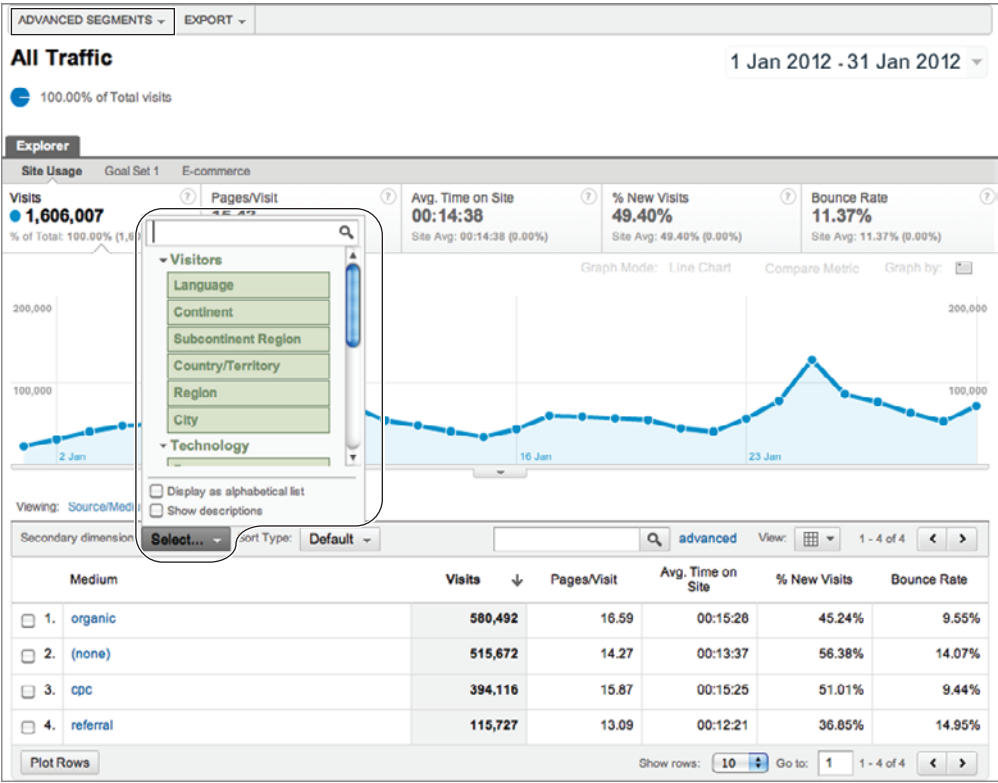 ADVANCED SEGMENTS EXPORT
All Traffic
1 Jan 2012 - 31 Jan 2012
100.00% of Total visits
Explorer
Site Usage Goal Set 1 E-commerce
Visits ? Pages/Visit ? Avg. Time on Site ? % New Visits ? Bounce Rate ?
1,606,007 00:14:38 49.40% 11.37%
% of Total: 100.00% Site Avg: 00:14:38 (0.00%) Site Avg: 49.40% (0.00%) Site Avg: 11.37% (0.00%)
Visitors
Language
Continent
Subcontinent Region
Country/Territory
Region
City
Technology
Display as alphabetical list
Show descriptions
Graph Mode: Line Chart Compare Metric Graph by:
200,000 200,000
100,000 100,000
2 Jan 16 Jan 23 Jan
Viewing:
Secondary dimension Select... Sort Type: Default advanced View: 1 - 4 of 4
Medium Visits Pages/Visit Avg. Time on Site % New Visits Bounce Rate
1. organic 580,492 16.59 00:15:28 45.24% 9.55%
2. (none) 515,672 14.27 00:13:37 56.38% 14.07%
3. cpc 394,116 15.87 00:15:25 51.01% 9.44%
4. referral 115,727 13.09 00:12:21 36.85% 14.95%
Plot Rows Show rows: 10 Go to: 1 1 - 4 of 4